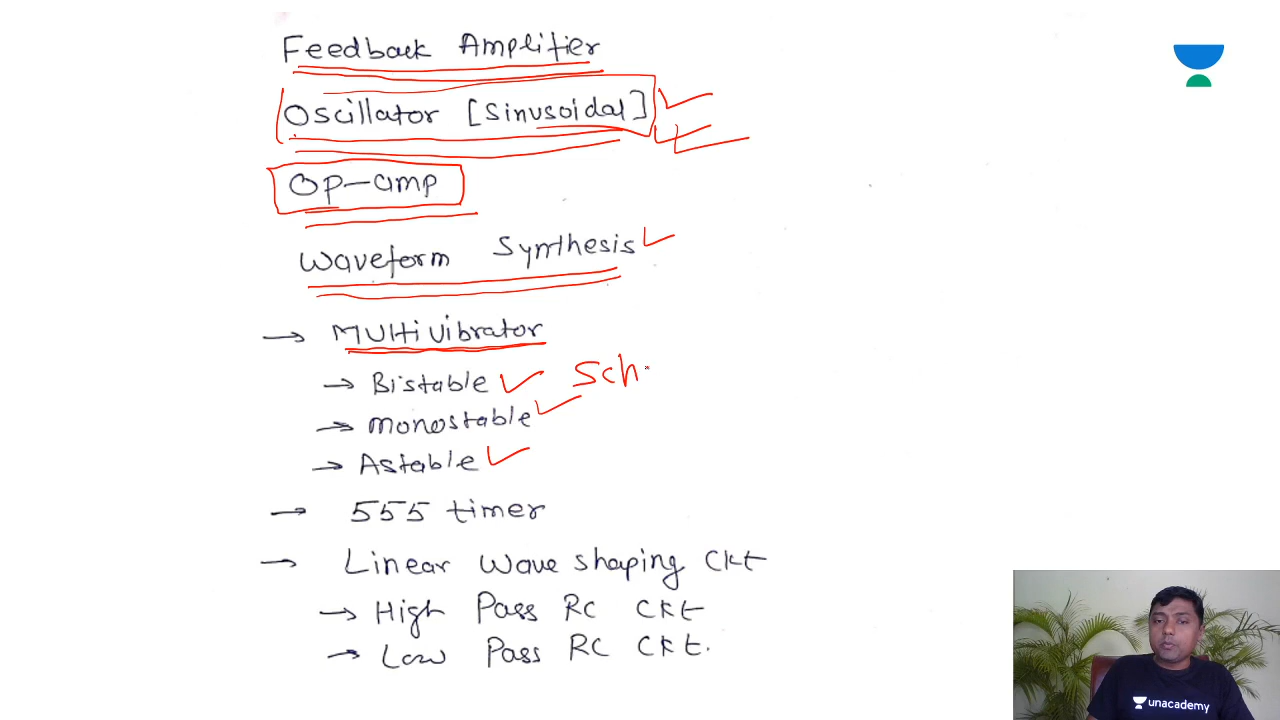 Feedback Amplifier
Oscillator [Sinusoidal]
Op-amp
Waveform Synthesis
→ Multivibrator
→ Bistable ✓ Sch
→ monostable ✓
→ Astable ✓
→ 555 timer
→ Linear Wave shaping Ckt
→ High Pass RC CKt
→ Low Pass RC CKt.
unacademy